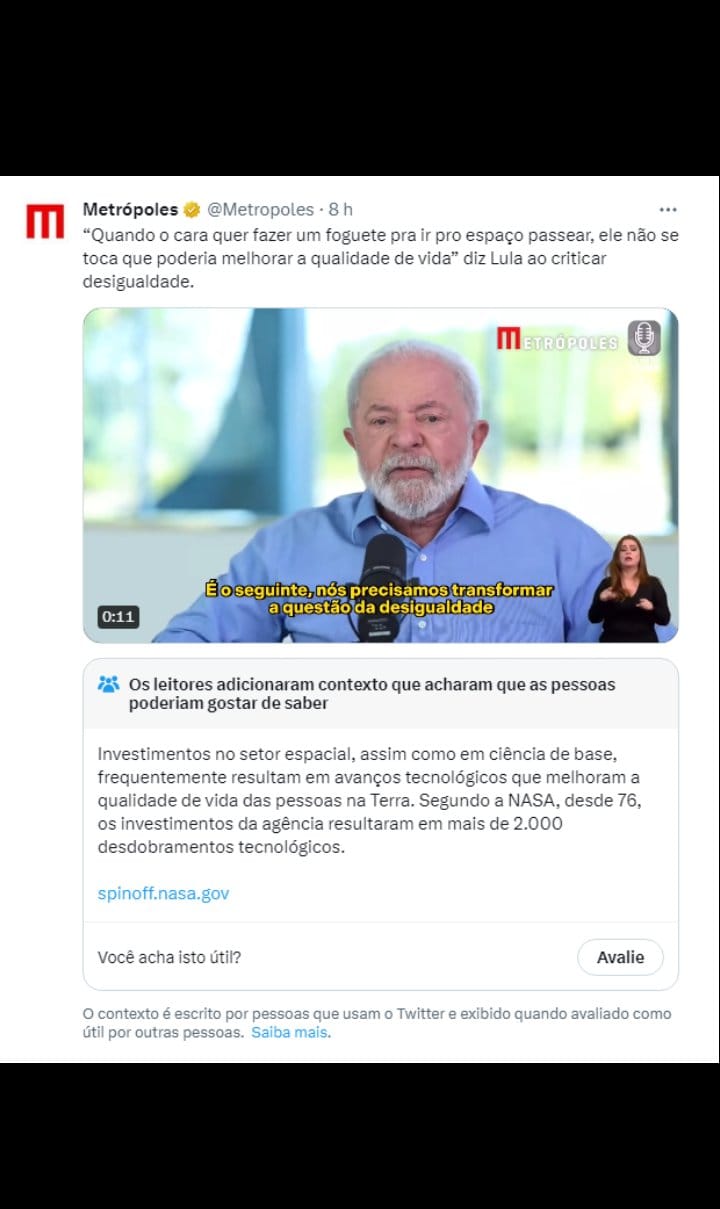 Metrópoles @Metropoles · 8 h
“Quando o cara quer fazer um foguete pra ir pro espaço passear, ele não se
toca que poderia melhorar a qualidade de vida” diz Lula ao criticar
desigualdade.
METRÓPOLES
É o seguinte, nós precisamos transformar
a questão da desigualdade
0:11
Os leitores adicionaram contexto que acharam que as pessoas
poderiam gostar de saber
Investimentos no setor espacial, assim como em ciência de base,
frequentemente resultam em avanços tecnológicos que melhoram a
qualidade de vida das pessoas na Terra. Segundo a NASA, desde 76,
os investimentos da agência resultaram em mais de 2.000
desdobramentos tecnológicos.
spinoff.nasa.gov
Você acha isto útil?
Avalie
O contexto é escrito por pessoas que usam o Twitter e exibido quando avaliado como
útil por outras pessoas. Saiba mais.